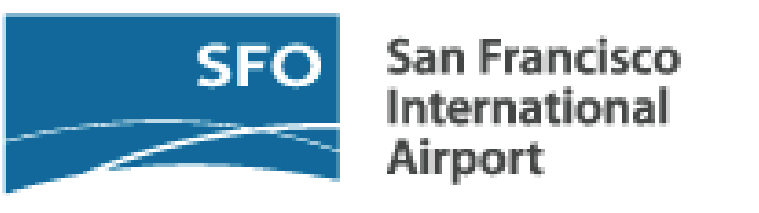 SFO
San Francisco
International
Airport